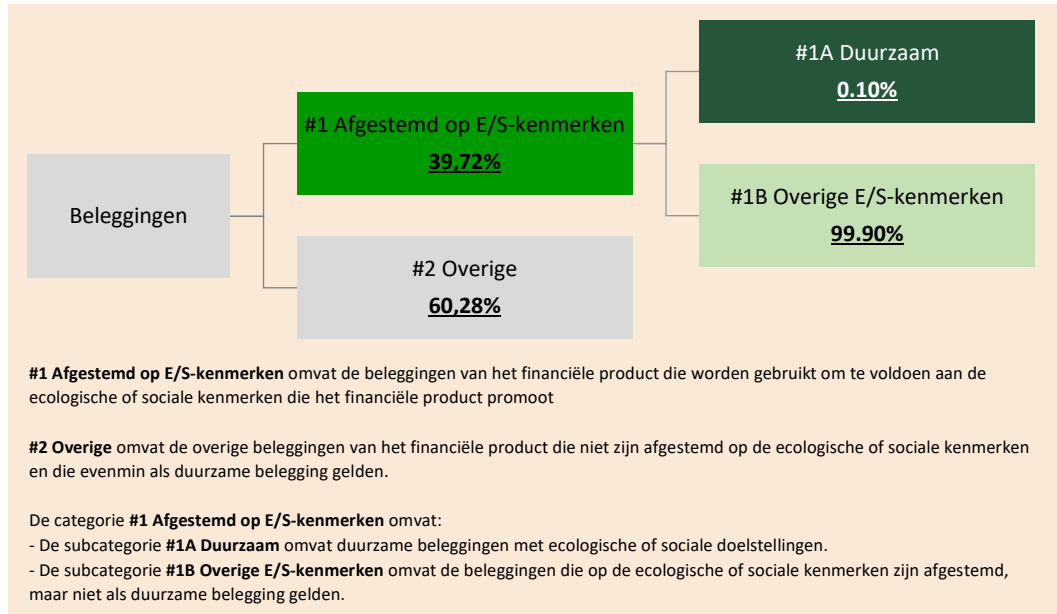 #1A Duurzaam
0.10%
#1 Afgestemd op E/S-kenmerken
39,72%
Beleggingen
#1B Overige E/S-kenmerken
99.90%
#2 Overige
60,28%
#1 Afgestemd op E/S-kenmerken omvat de beleggingen van het financiële product die worden gebruikt om te voldoen aan de
ecologische of sociale kenmerken die het financiële product promoot
#2 Overige omvat de overige beleggingen van het financiële product die niet zijn afgestemd op de ecologische of sociale kenmerken
en die evenmin als duurzame belegging gelden.
De categorie #1 Afgestemd op E/S-kenmerken omvat:
- De subcategorie #1A Duurzaam omvat duurzame beleggingen met ecologische of sociale doelstellingen.
- De subcategorie #1B Overige E/S-kenmerken omvat de beleggingen die op de ecologische of sociale kenmerken zijn afgestemd,
maar niet als duurzame belegging gelden.